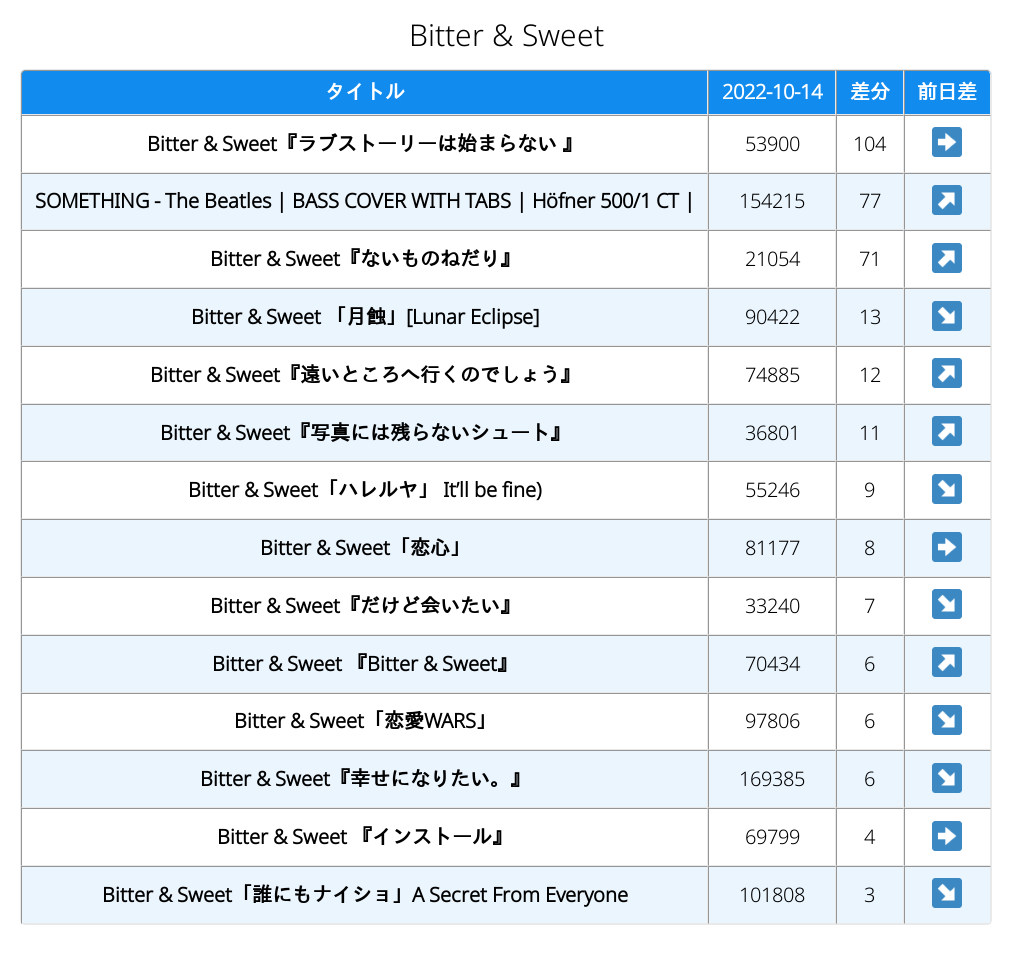 Bitter & Sweet
タイトル 2022-10-14 差分 前日差
Bitter & Sweet『ラブストーリーは始まらない 』 53900 104 ➡
SOMETHING - The Beatles | BASS COVER WITH TABS | Höfner 500/1 CT | 154215 77 ↗
Bitter & Sweet『ないものねだり』 21054 71 ↗
Bitter & Sweet 「月蝕」[Lunar Eclipse] 90422 13 ↘
Bitter & Sweet『遠いところへ行くのでしょう』 74885 12 ↗
Bitter & Sweet『写真には残らないシュート』 36801 11 ↗
Bitter & Sweet「ハレルヤ」 It’ll be fine) 55246 9 ↘
Bitter & Sweet「恋心」 81177 8 ➡
Bitter & Sweet『だけど会いたい』 33240 7 ↘
Bitter & Sweet 『Bitter & Sweet』 70434 6 ↗
Bitter & Sweet「恋愛WARS」 97806 6 ↘
Bitter & Sweet『幸せになりたい。』 169385 6 ↘
Bitter & Sweet 『インストール』 69799 4 ➡
Bitter & Sweet「誰にもナイショ」A Secret From Everyone 101808 3 ↘